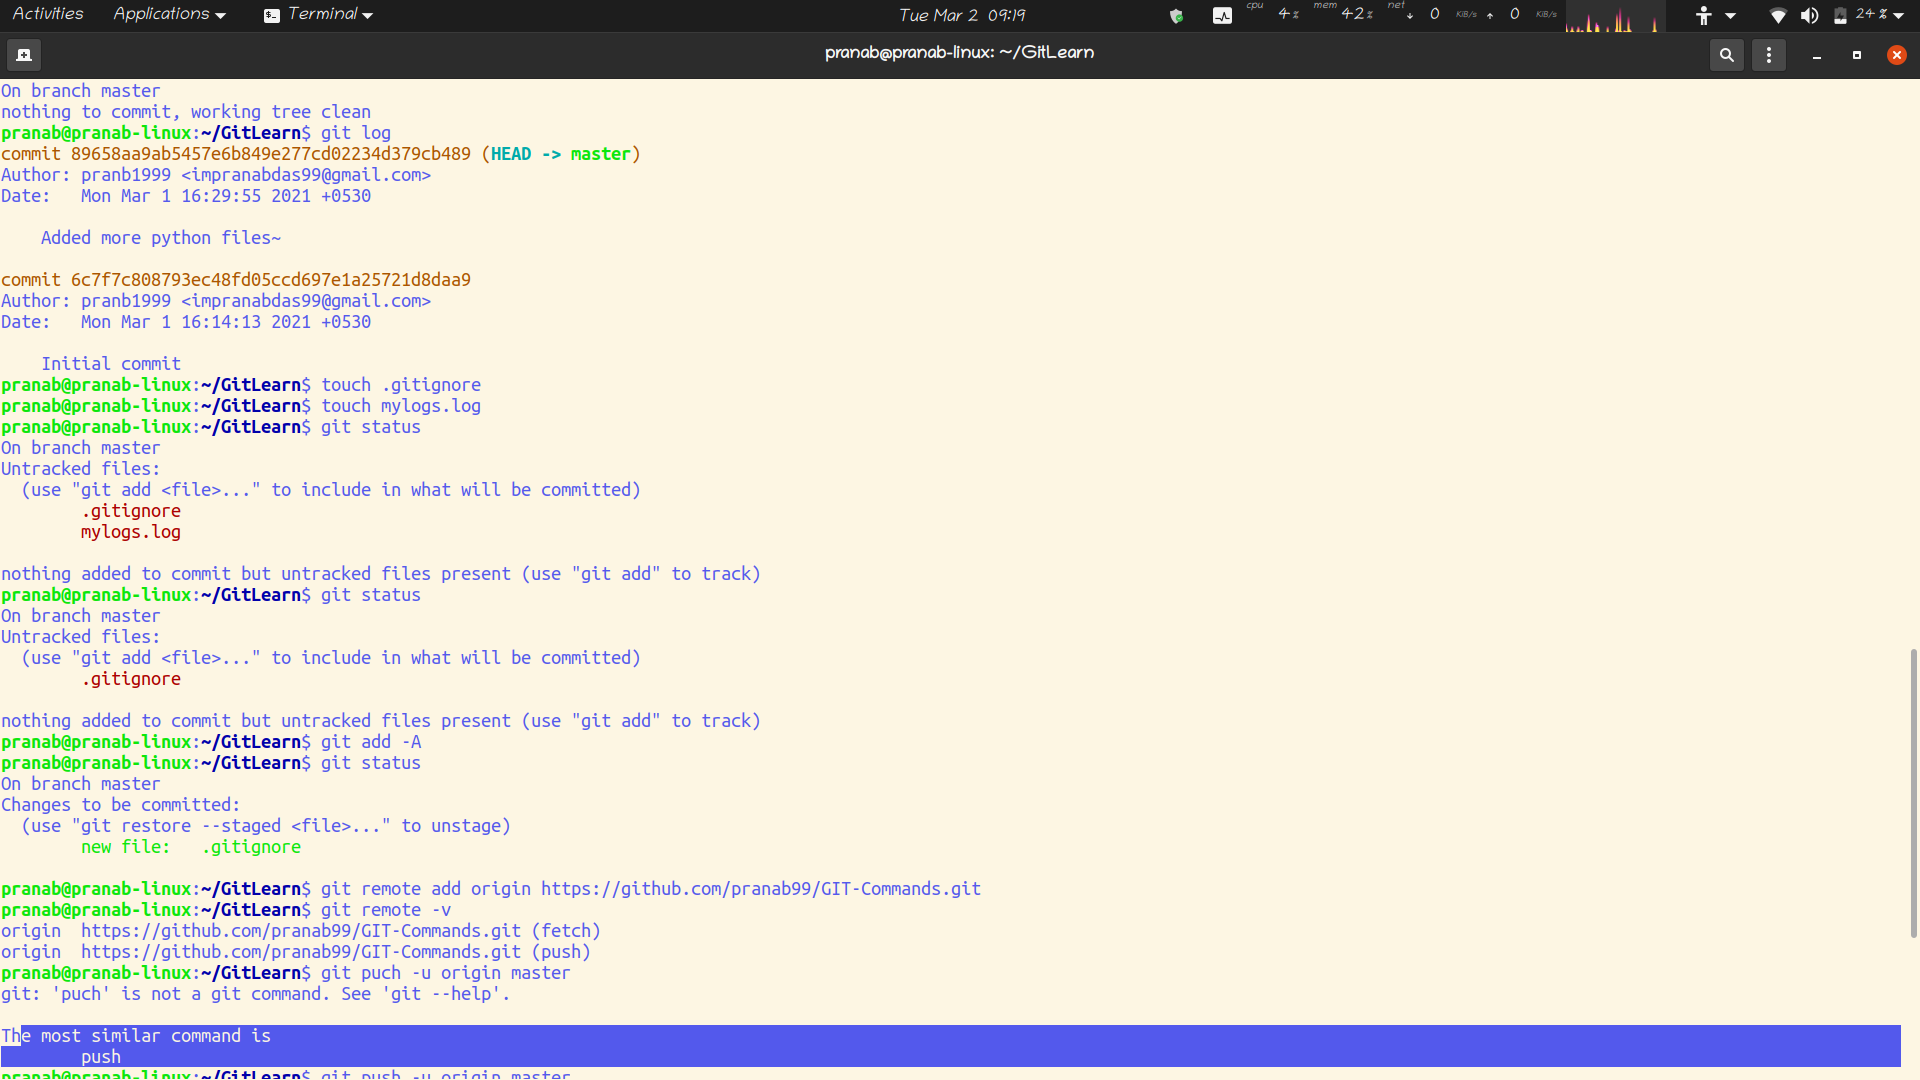 Activities Applications Terminal Tue Mar 2 09:19 cpu 4% mem 42% net 0 KiB/s 0 KiB/s 24 %
pranab@pranab-linux: ~/GitLearn
On branch master
nothing to commit, working tree clean
pranab@pranab-linux:~/GitLearn$ git log
commit 89658aa9ab5457e6b849e277cd02234d379cb489 (HEAD -> master)
Author: pranb1999 <impranabdas99@gmail.com>
Date:   Mon Mar 1 16:29:55 2021 +0530
    Added more python files~
commit 6c7f7c808793ec48fd05ccd697e1a25721d8daa9
Author: pranb1999 <impranabdas99@gmail.com>
Date:   Mon Mar 1 16:14:13 2021 +0530
    Initial commit
pranab@pranab-linux:~/GitLearn$ touch .gitignore
pranab@pranab-linux:~/GitLearn$ touch mylogs.log
pranab@pranab-linux:~/GitLearn$ git status
On branch master
Untracked files:
  (use "git add <file>..." to include in what will be committed)
        .gitignore
        mylogs.log
nothing added to commit but untracked files present (use "git add" to track)
pranab@pranab-linux:~/GitLearn$ git status
On branch master
Untracked files:
  (use "git add <file>..." to include in what will be committed)
        .gitignore
nothing added to commit but untracked files present (use "git add" to track)
pranab@pranab-linux:~/GitLearn$ git add -A
pranab@pranab-linux:~/GitLearn$ git status
On branch master
Changes to be committed:
  (use "git restore --staged <file>..." to unstage)
        new file:   .gitignore
pranab@pranab-linux:~/GitLearn$ git remote add origin https://github.com/pranab99/GIT-Commands.git
pranab@pranab-linux:~/GitLearn$ git remote -v
origin  https://github.com/pranab99/GIT-Commands.git (fetch)
origin  https://github.com/pranab99/GIT-Commands.git (push)
pranab@pranab-linux:~/GitLearn$ git puch -u origin master
git: 'puch' is not a git command. See 'git --help'.
The most similar command is
        push
pranab@pranab-linux:~/GitLearn$ git push -u origin master